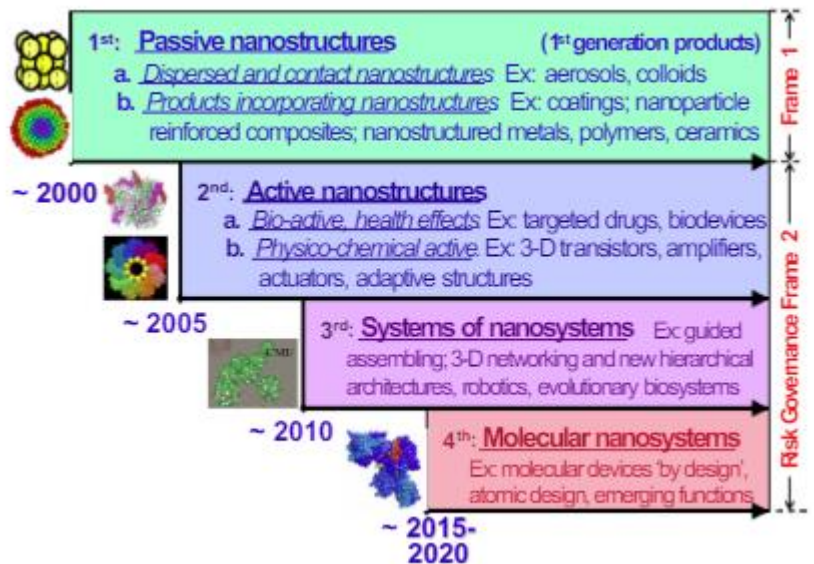 1st: Passive nanostructures (1st generation products)
a. Dispersed and contact nanostructures Ex: aerosols, colloids
b. Products incorporating nanostructures Ex: coatings; nanoparticle
reinforced composites; nanostructured metals, polymers, ceramics
Frame 1
~ 2000
2nd: Active nanostructures
a. Bio-active, health effects Ex: targeted drugs, biodevices
b. Physico-chemical active Ex: 3-D transistors, amplifiers,
actuators, adaptive structures
~ 2005
3rd: Systems of nanosystems Ex: guided
assembling; 3-D networking and new hierarchical
architectures, robotics, evolutionary biosystems
CMU
~ 2010
4th: Molecular nanosystems
Ex: molecular devices 'by design',
atomic design, emerging functions
~ 2015-
2020
Risk Governance Frame 2